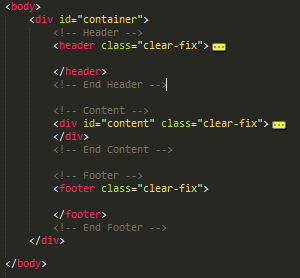 <body>
<div id="container">
<!-- Header -->
<header class="clear-fix">
</header>
<!-- End Header -->
<!-- Content -->
<div id="content" class="clear-fix">
</div>
<!-- End Content -->
<!-- Footer -->
<footer class="clear-fix">
</footer>
<!-- End Footer -->
</div>
</body>